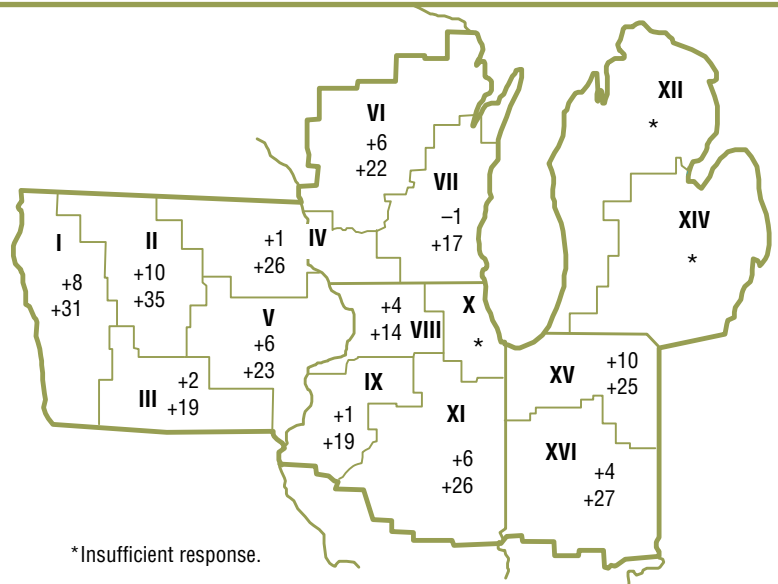 VI
+6
+22
XII
*
VII
–1
+17
XIV
*
I
+8
+31
II
+10
+35
+1 IV
+26
V
+6
+23
+4
+14 VIII
X
*
III +2
+19
IX
+1
+19
XI
+6
+26
XV +10
+25
XVI
+4
+27
*Insufficient response.